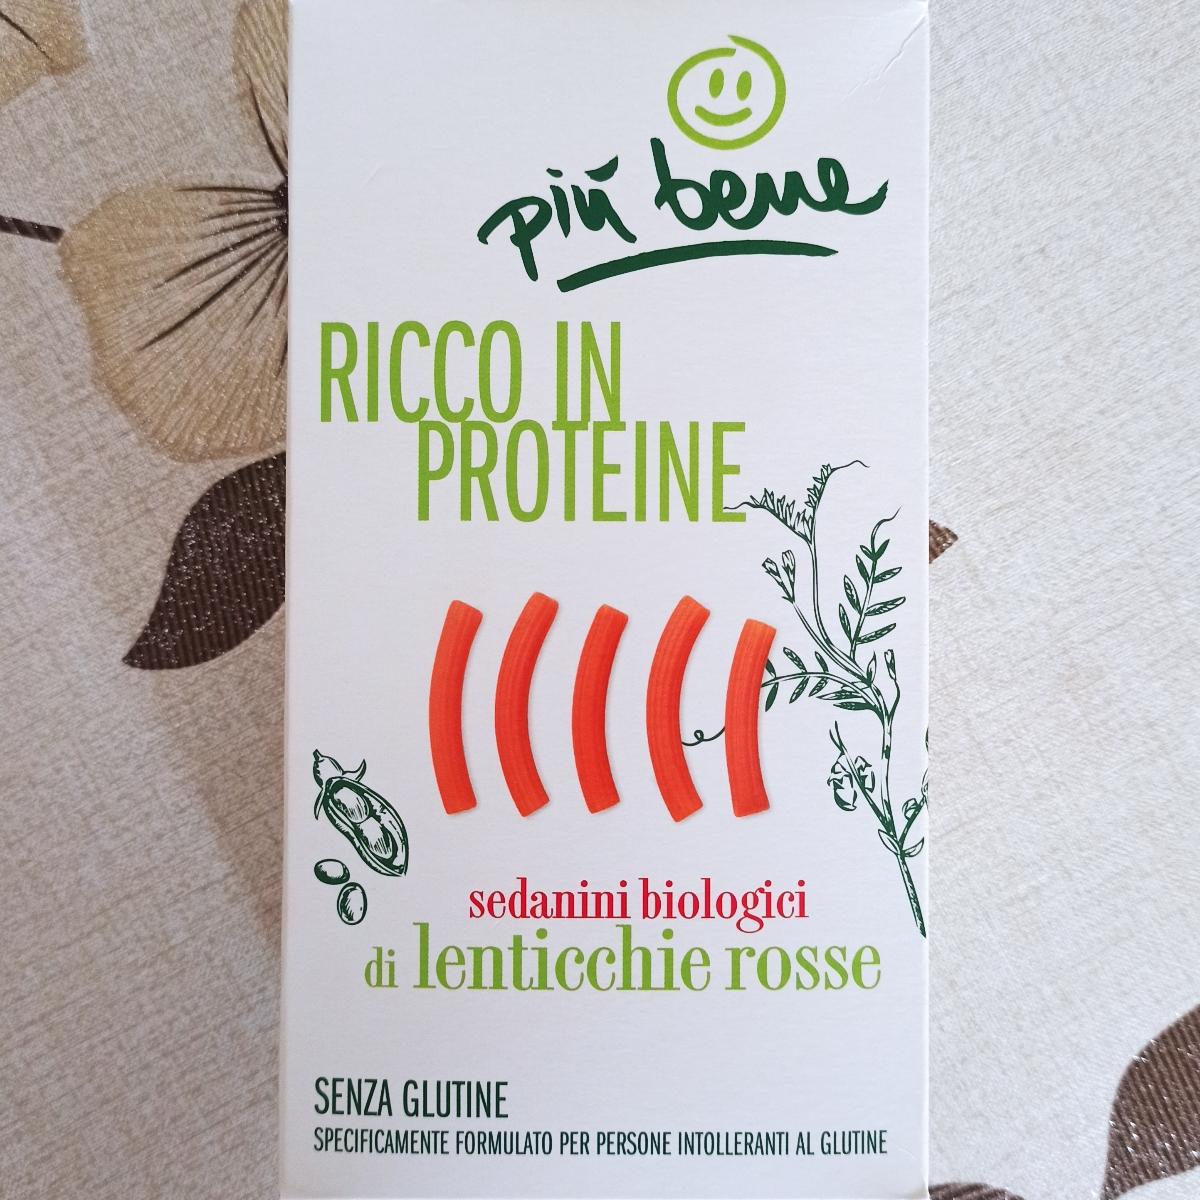 più bene
RICCO IN
PROTEINE
sedanini biologici
di lenticchie rosse
SENZA GLUTINE
SPECIFICAMENTE FORMULATO PER PERSONE INTOLLERANTI AL GLUTINE